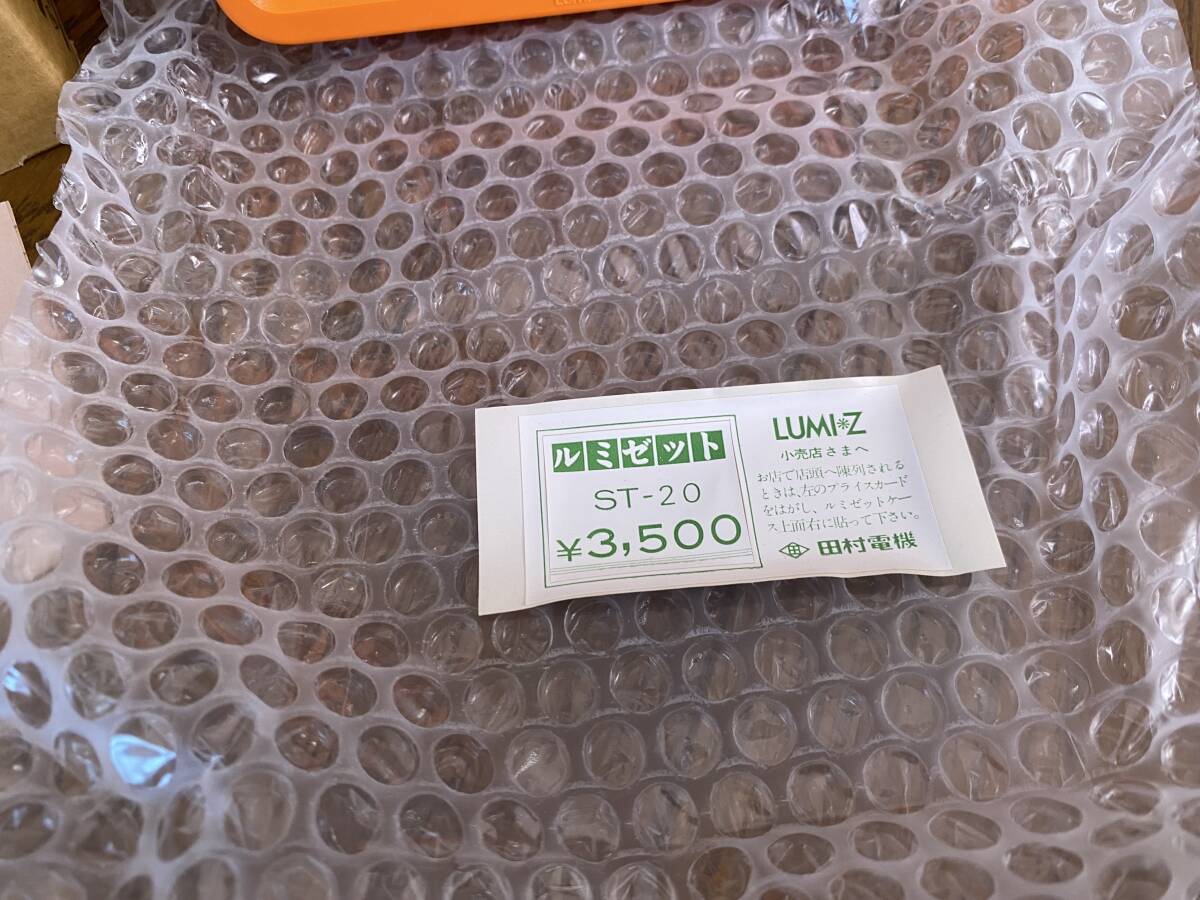 ルミゼット
ST-20
¥3,500
LUMI*Z
小売店さまへ
お店で店頭へ陳列される
ときは、左のプライスカード
をはがし、ルミゼットケー
ス上面右に貼って下さい。
田村電機